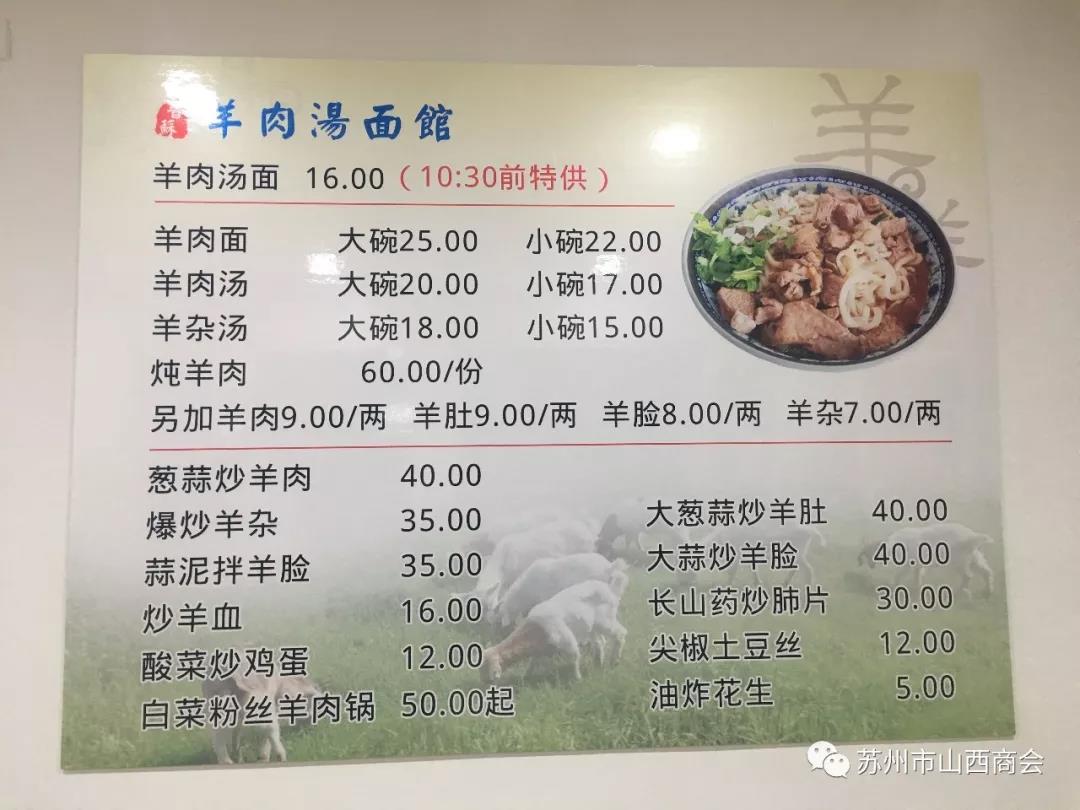 羊肉湯面館
羊肉汤面 16.00（10:30前特供）
羊肉面 大碗25.00 小碗22.00
羊肉汤 大碗20.00 小碗17.00
羊杂汤 大碗18.00 小碗15.00
炖羊肉 60.00/份
另加羊肉9.00/两 羊肚9.00/两 羊脸8.00/两 羊杂7.00/两
葱蒜炒羊肉 40.00
爆炒羊杂 35.00
蒜泥拌羊脸 35.00
炒羊血 16.00
酸菜炒鸡蛋 12.00
白菜粉丝羊肉锅 50.00起
大葱蒜炒羊肚 40.00
大蒜炒羊脸 40.00
长山药炒肺片 30.00
尖椒土豆丝 12.00
油炸花生 5.00
苏州市山西商会